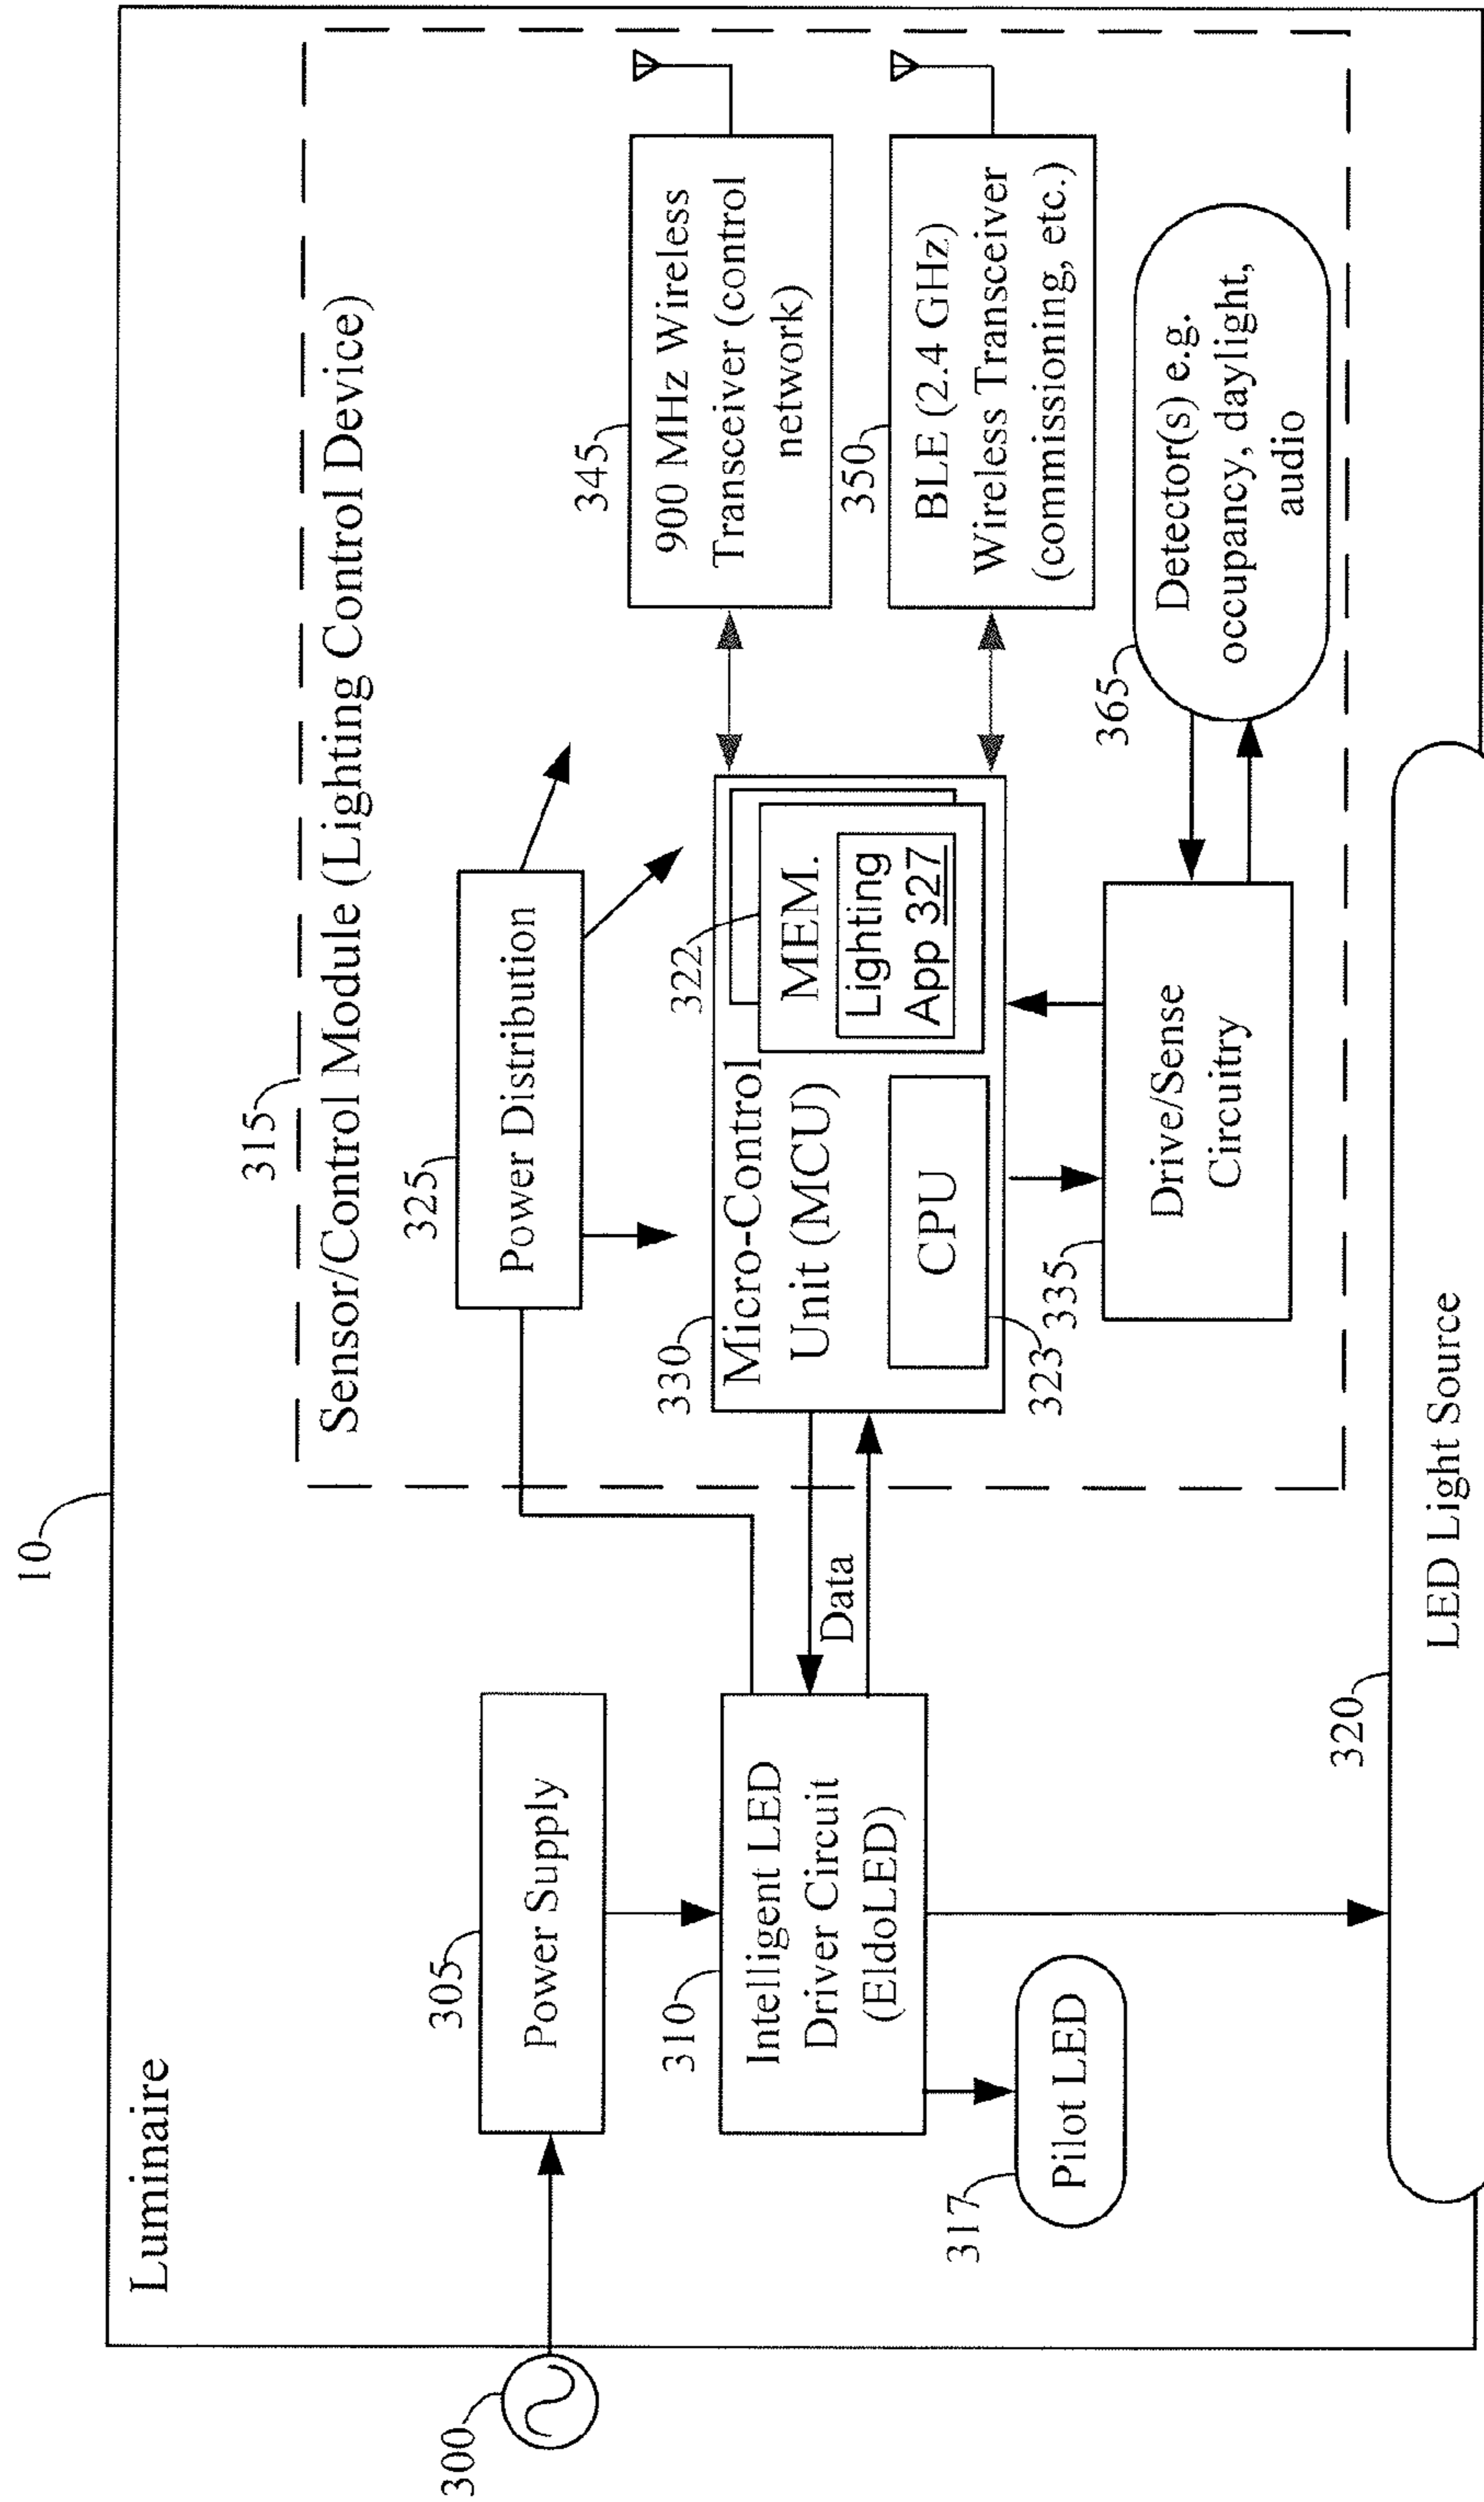 10
Luminaire
315
Sensor/Control Module (Lighting Control Device)
300
305
Power Supply
325
Power Distribution
345
900 MHz Wireless
Transceiver (control
network)
310
Intelligent LED
Driver Circuit
(EldoLED)
Data
330
Micro-Control
Unit (MCU)
322
MEM.
Lighting
App 327
CPU
323
350
BLE (2.4 GHz)
Wireless Transceiver
(commissioning, etc.)
317
Pilot LED
335
Drive/Sense
Circuitry
365
Detector(s) e.g.
occupancy, daylight,
audio
320
LED Light Source